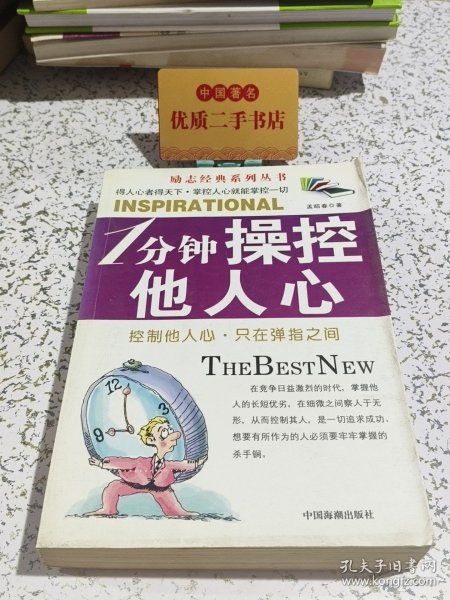 中国著名
优质二手书店
励志经典系列丛书
得人心者得天下·掌控人心就能掌控一切
INSPIRATIONAL
孟昭春 著
1分钟操控
他人心
控制他人心·只在弹指之间
THEBESTNEW
在竞争日益激烈的时代，掌握他
人的长短优劣，在细微之间察人于无
形，从而控制其人，是一切追求成功、
想要有所作为的人必须要牢牢掌握的
杀手锏。
12
9
3
6
中国海潮出版社
孔夫子旧书网
www.kongfz.com